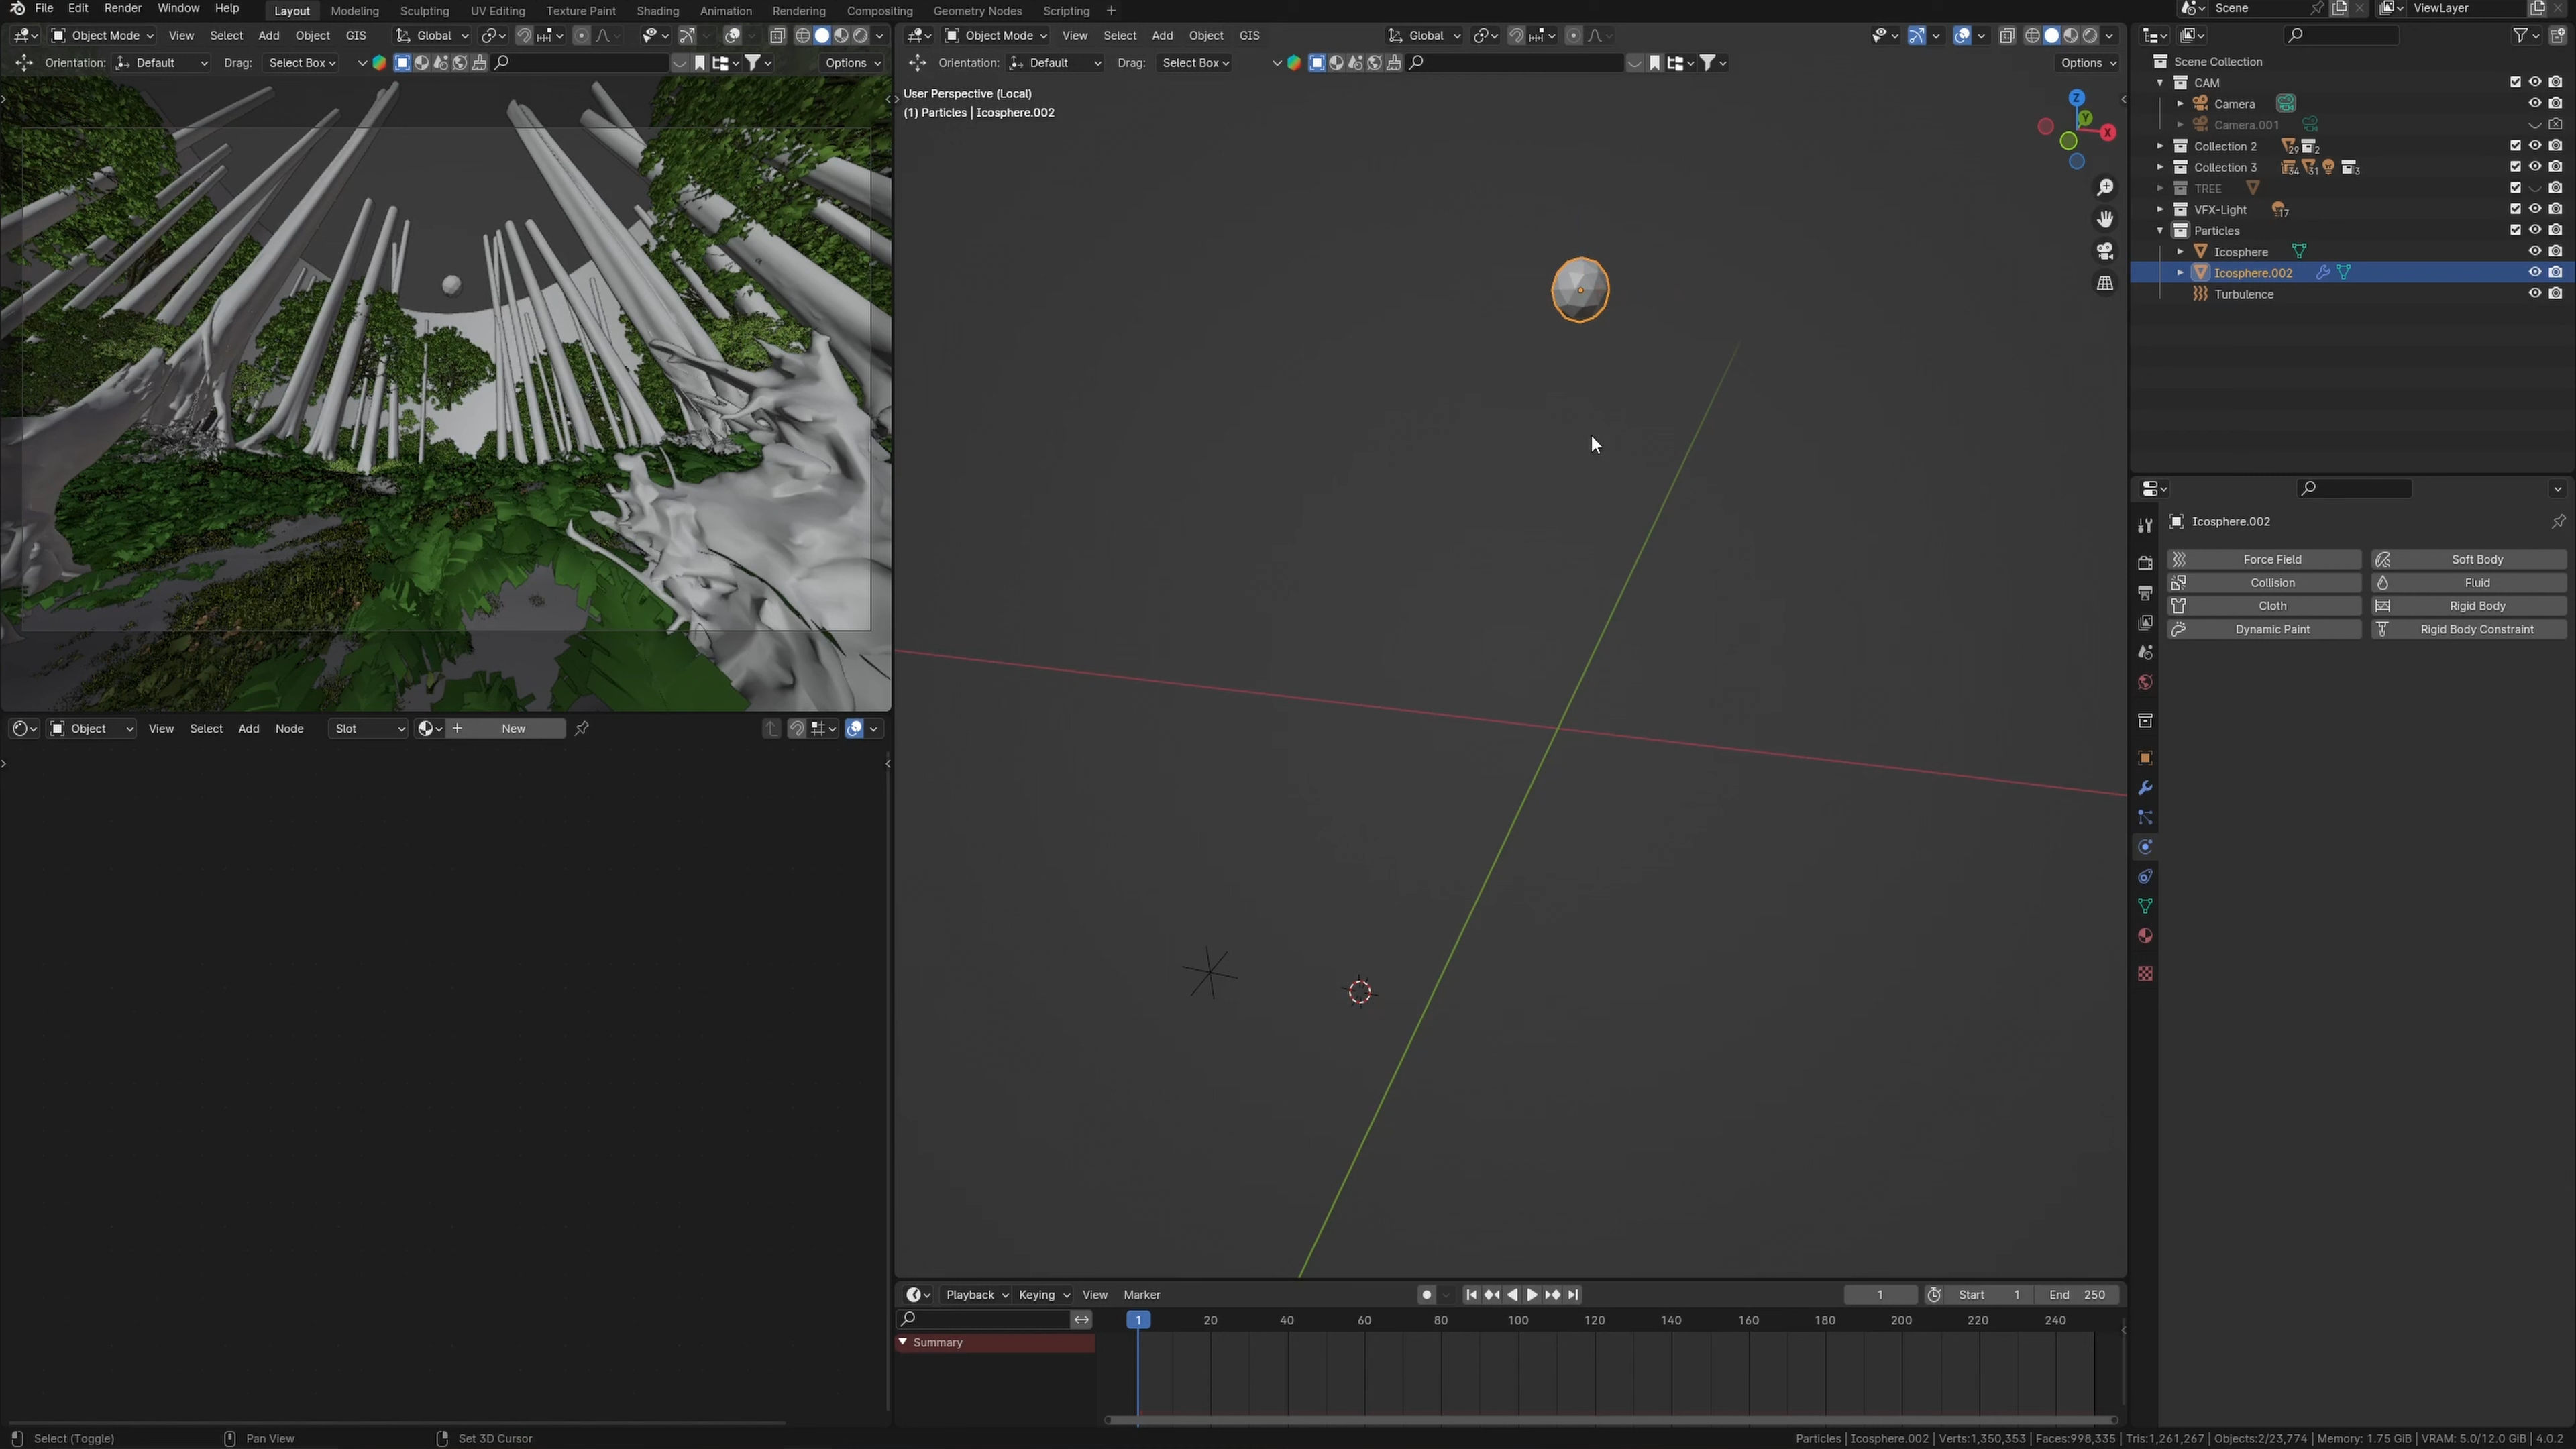 File Edit Render Window Help Layout Modeling Sculpting UV Editing Texture Paint Shading Animation Rendering Compositing Geometry Nodes Scripting + Scene ViewLayer
Object Mode View Select Add Object GIS Global
Orientation: Default Drag: Select Box Options
Object Mode View Select Add Object GIS Global
Orientation: Default Drag: Select Box Options
User Perspective (Local)
(1) Particles | Icosphere.002
Z
Y
X
Scene Collection
CAM
Camera
Camera.001
Collection 2 29 2
Collection 3 34 31 3
TREE
VFX-Light 17
Particles
Icosphere
Icosphere.002
Turbulence
Icosphere.002
Force Field Soft Body
Collision Fluid
Cloth Rigid Body
Dynamic Paint Rigid Body Constraint
Object View Select Add Node Slot + New
Playback Keying View Marker 1 Start 1 End 250
1 20 40 60 80 100 120 140 160 180 200 220 240
Summary
Select (Toggle) Pan View Set 3D Cursor Particles | Icosphere.002 | Verts:1,350,353 | Faces:998,335 | Tris:1,261,267 | Objects:2/23,774 | Memory: 1.75 GiB | VRAM: 5.0/12.0 GiB | 4.0.2